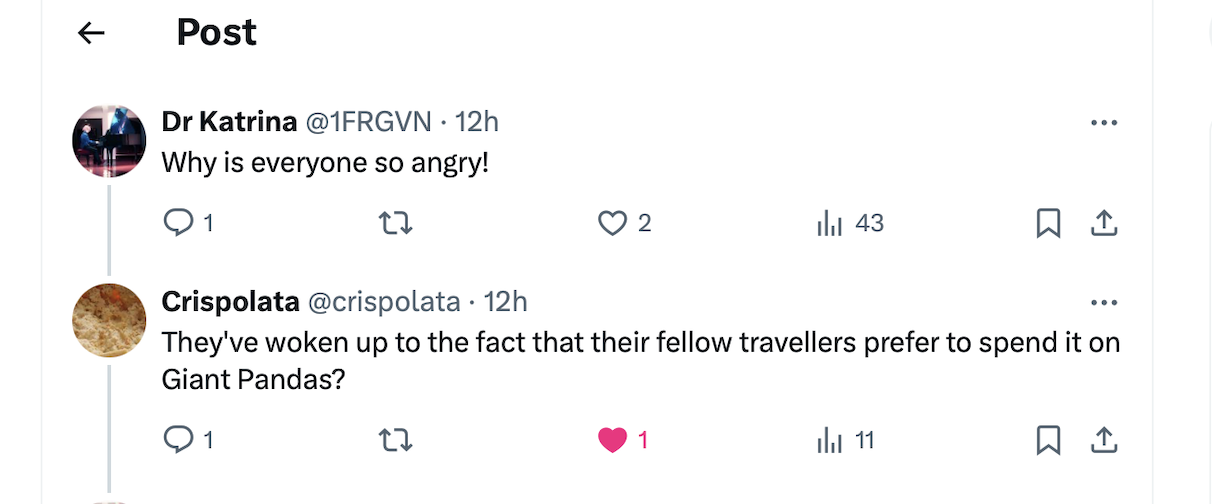 Post
Dr Katrina @1FRGVN · 12h
Why is everyone so angry!
1 2 43
Crispolata @crispolata · 12h
They've woken up to the fact that their fellow travellers prefer to spend it on
Giant Pandas?
1 1 11